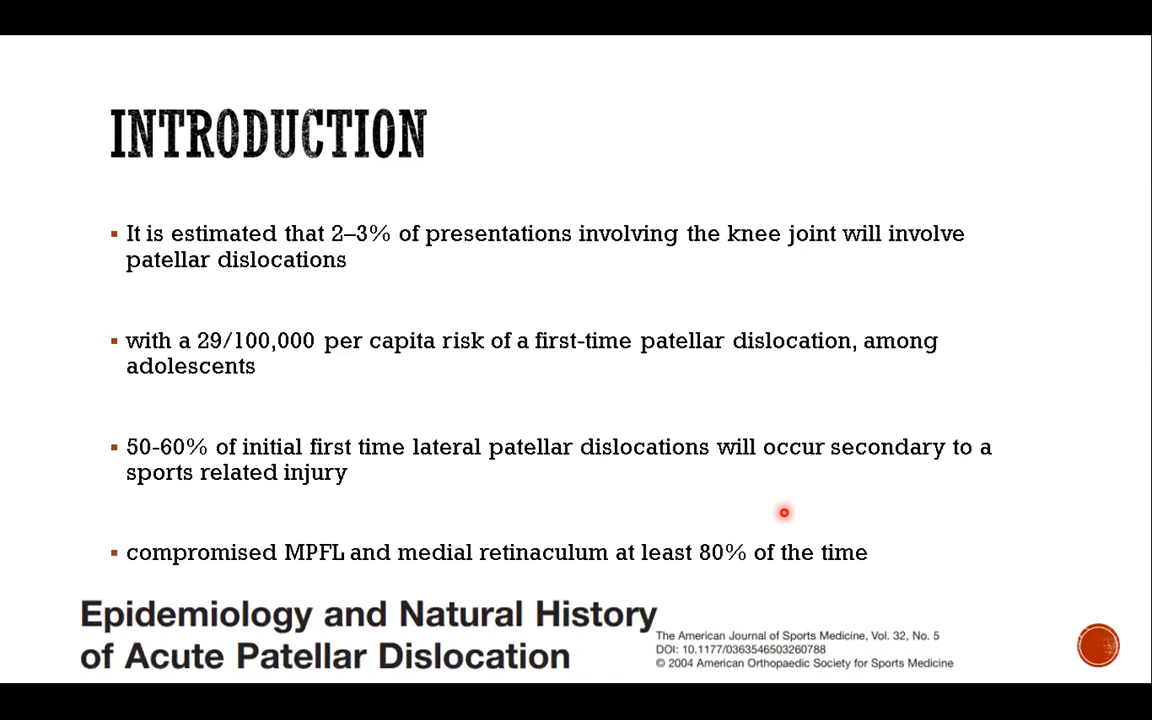 INTRODUCTION
▪ It is estimated that 2–3% of presentations involving the knee joint will involve
patellar dislocations
▪ with a 29/100,000 per capita risk of a first-time patellar dislocation, among
adolescents
▪ 50-60% of initial first time lateral patellar dislocations will occur secondary to a
sports related injury
▪ compromised MPFL and medial retinaculum at least 80% of the time
Epidemiology and Natural History
of Acute Patellar Dislocation
The American Journal of Sports Medicine, Vol. 32, No. 5
DOI: 10.1177/0363546503260788
© 2004 American Orthopaedic Society for Sports Medicine